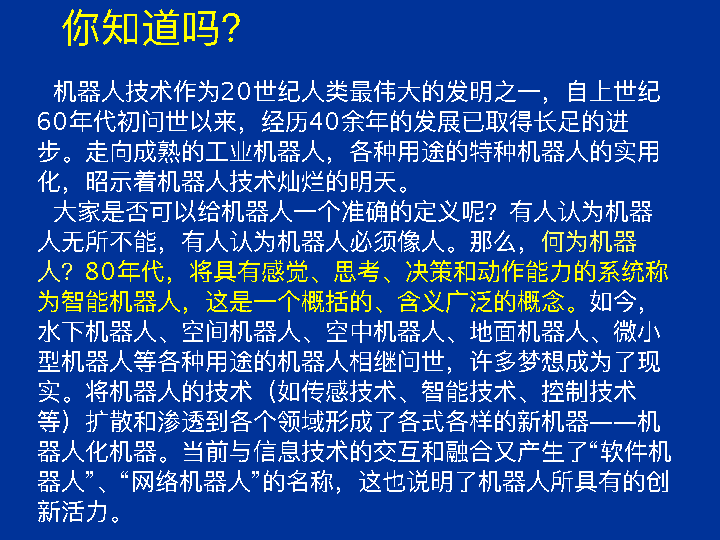 你知道吗?
机器人技术作为20世纪人类最伟大的发明之一，自上世纪
60年代初问世以来，经历40余年的发展已取得长足的进
步。走向成熟的工业机器人，各种用途的特种机器人的实用
化，昭示着机器人技术灿烂的明天。
大家是否可以给机器人一个准确的定义呢？有人认为机器
人无所不能，有人认为机器人必须像人。那么，何为机器
人？80年代，将具有感觉、思考、决策和动作能力的系统称
为智能机器人，这是一个概括的、含义广泛的概念。如今，
水下机器人、空间机器人、空中机器人、地面机器人、微小
型机器人等各种用途的机器人相继问世，许多梦想成为了现
实。将机器人的技术（如传感技术、智能技术、控制技术
等）扩散和渗透到各个领域形成了各式各样的新机器——机
器人化机器。当前与信息技术的交互和融合又产生了“软件机
器人”、“网络机器人”的名称，这也说明了机器人所具有的创
新活力。